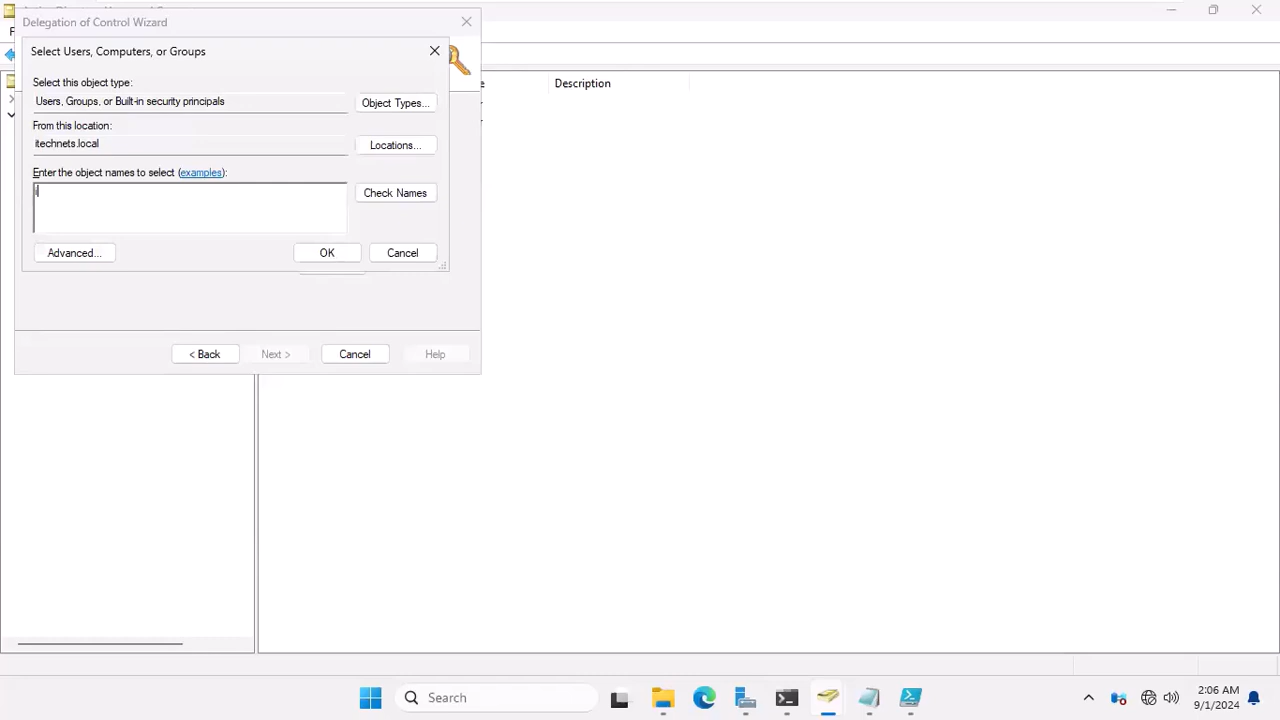 Delegation of Control Wizard
Select Users, Computers, or Groups
Select this object type:
Users, Groups, or Built-in security principals
Object Types...
From this location:
itechnets.local
Locations...
Enter the object names to select (examples):
Check Names
Advanced...
OK
Cancel
< Back
Next >
Cancel
Help
Description
Search
2:06 AM
9/1/2024